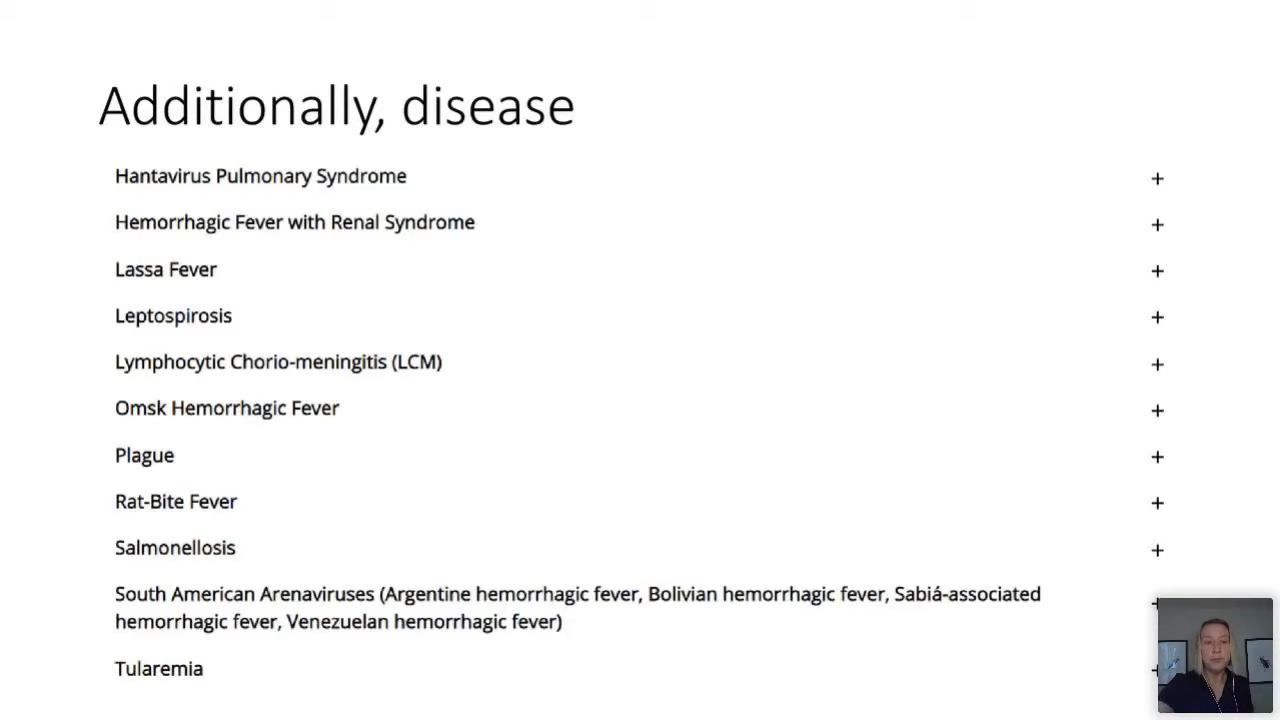 Additionally, disease
Hantavirus Pulmonary Syndrome +
Hemorrhagic Fever with Renal Syndrome +
Lassa Fever +
Leptospirosis +
Lymphocytic Chorio-meningitis (LCM) +
Omsk Hemorrhagic Fever +
Plague +
Rat-Bite Fever +
Salmonellosis +
South American Arenaviruses (Argentine hemorrhagic fever, Bolivian hemorrhagic fever, Sabiá-associated +
hemorrhagic fever, Venezuelan hemorrhagic fever)
Tularemia +